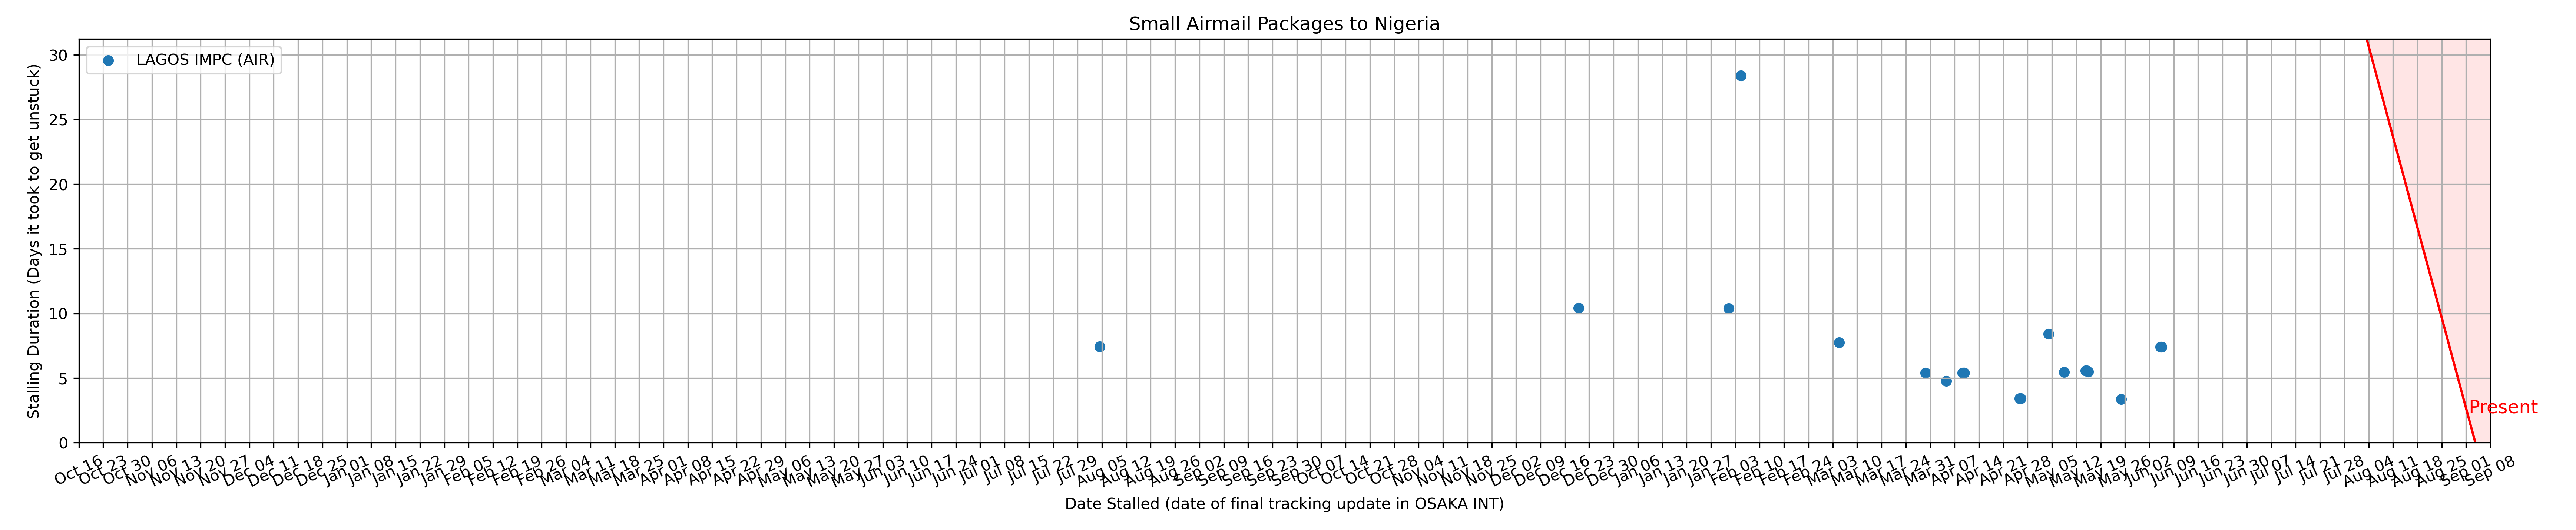 Small Airmail Packages to Nigeria
LAGOS IMPC (AIR)
Stalling Duration (Days it took to get unstuck)
30
25
20
15
10
5
0
Present
Oct 16
Oct 23
Oct 30
Nov 06
Nov 13
Nov 20
Nov 27
Dec 04
Dec 11
Dec 18
Dec 25
Jan 01
Jan 08
Jan 15
Jan 22
Jan 29
Feb 05
Feb 12
Feb 19
Feb 26
Mar 04
Mar 11
Mar 18
Mar 25
Apr 01
Apr 08
Apr 15
Apr 22
Apr 29
May 06
May 13
May 20
May 27
Jun 03
Jun 10
Jun 17
Jun 24
Jul 01
Jul 08
Jul 15
Jul 22
Jul 29
Aug 05
Aug 12
Aug 19
Aug 26
Sep 02
Sep 09
Sep 16
Sep 23
Sep 30
Oct 07
Oct 14
Oct 21
Oct 28
Nov 04
Nov 11
Nov 18
Nov 25
Dec 02
Dec 09
Dec 16
Dec 23
Dec 30
Jan 06
Jan 13
Jan 20
Jan 27
Feb 03
Feb 10
Feb 17
Feb 24
Mar 03
Mar 10
Mar 17
Mar 24
Mar 31
Apr 07
Apr 14
Apr 21
Apr 28
May 05
May 12
May 19
May 26
Jun 02
Jun 09
Jun 16
Jun 23
Jun 30
Jul 07
Jul 14
Jul 21
Jul 28
Aug 04
Aug 11
Aug 18
Aug 25
Sep 01
Sep 08
Date Stalled (date of final tracking update in OSAKA INT)